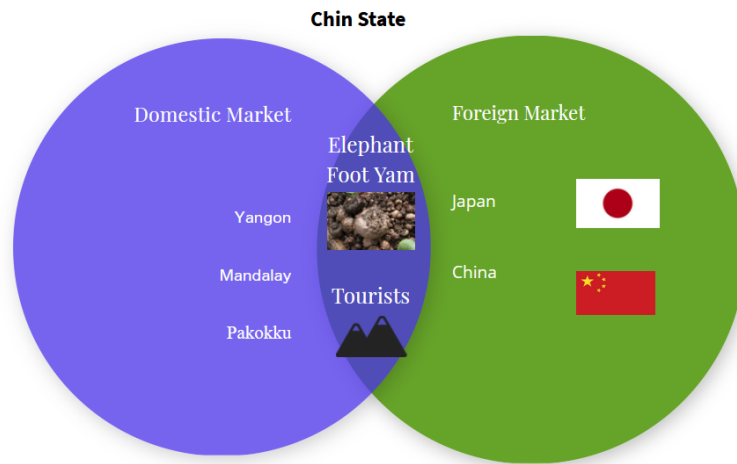 Chin State
Domestic Market
Yangon
Mandalay
Pakokku
Elephant
Foot Yam
Tourists
Foreign Market
Japan
China